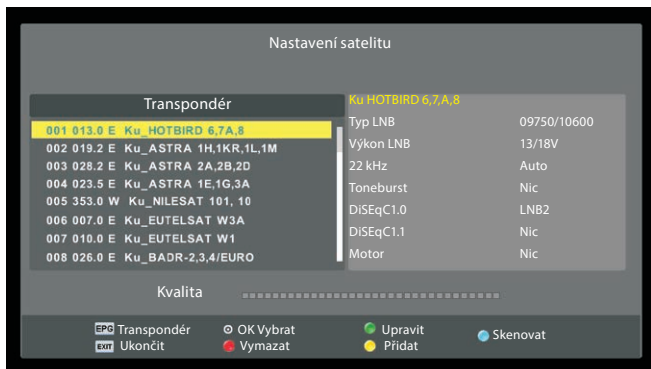 Nastavení satelitu
Transpondér
001 013.0 E Ku_HOTBIRD 6,7A,8
002 019.2 E Ku_ASTRA 1H,1KR,1L,1M
003 028.2 E Ku_ASTRA 2A,2B,2D
004 023.5 E Ku_ASTRA 1E,1G,3A
005 353.0 W Ku_NILESAT 101, 10
006 007.0 E Ku_EUTELSAT W3A
007 010.0 E Ku_EUTELSAT W1
008 026.0 E Ku_BADR-2,3,4/EURO
Ku HOTBIRD 6,7,A,8
Typ LNB 09750/10600
Výkon LNB 13/18V
22 kHz Auto
Toneburst Nic
DiSEqC1.0 LNB2
DiSEqC1.1 Nic
Motor Nic
Kvalita
EPG Transpondér OK Vybrat Upravit Skenovat
EXIT Ukončit Vymazat Přidat